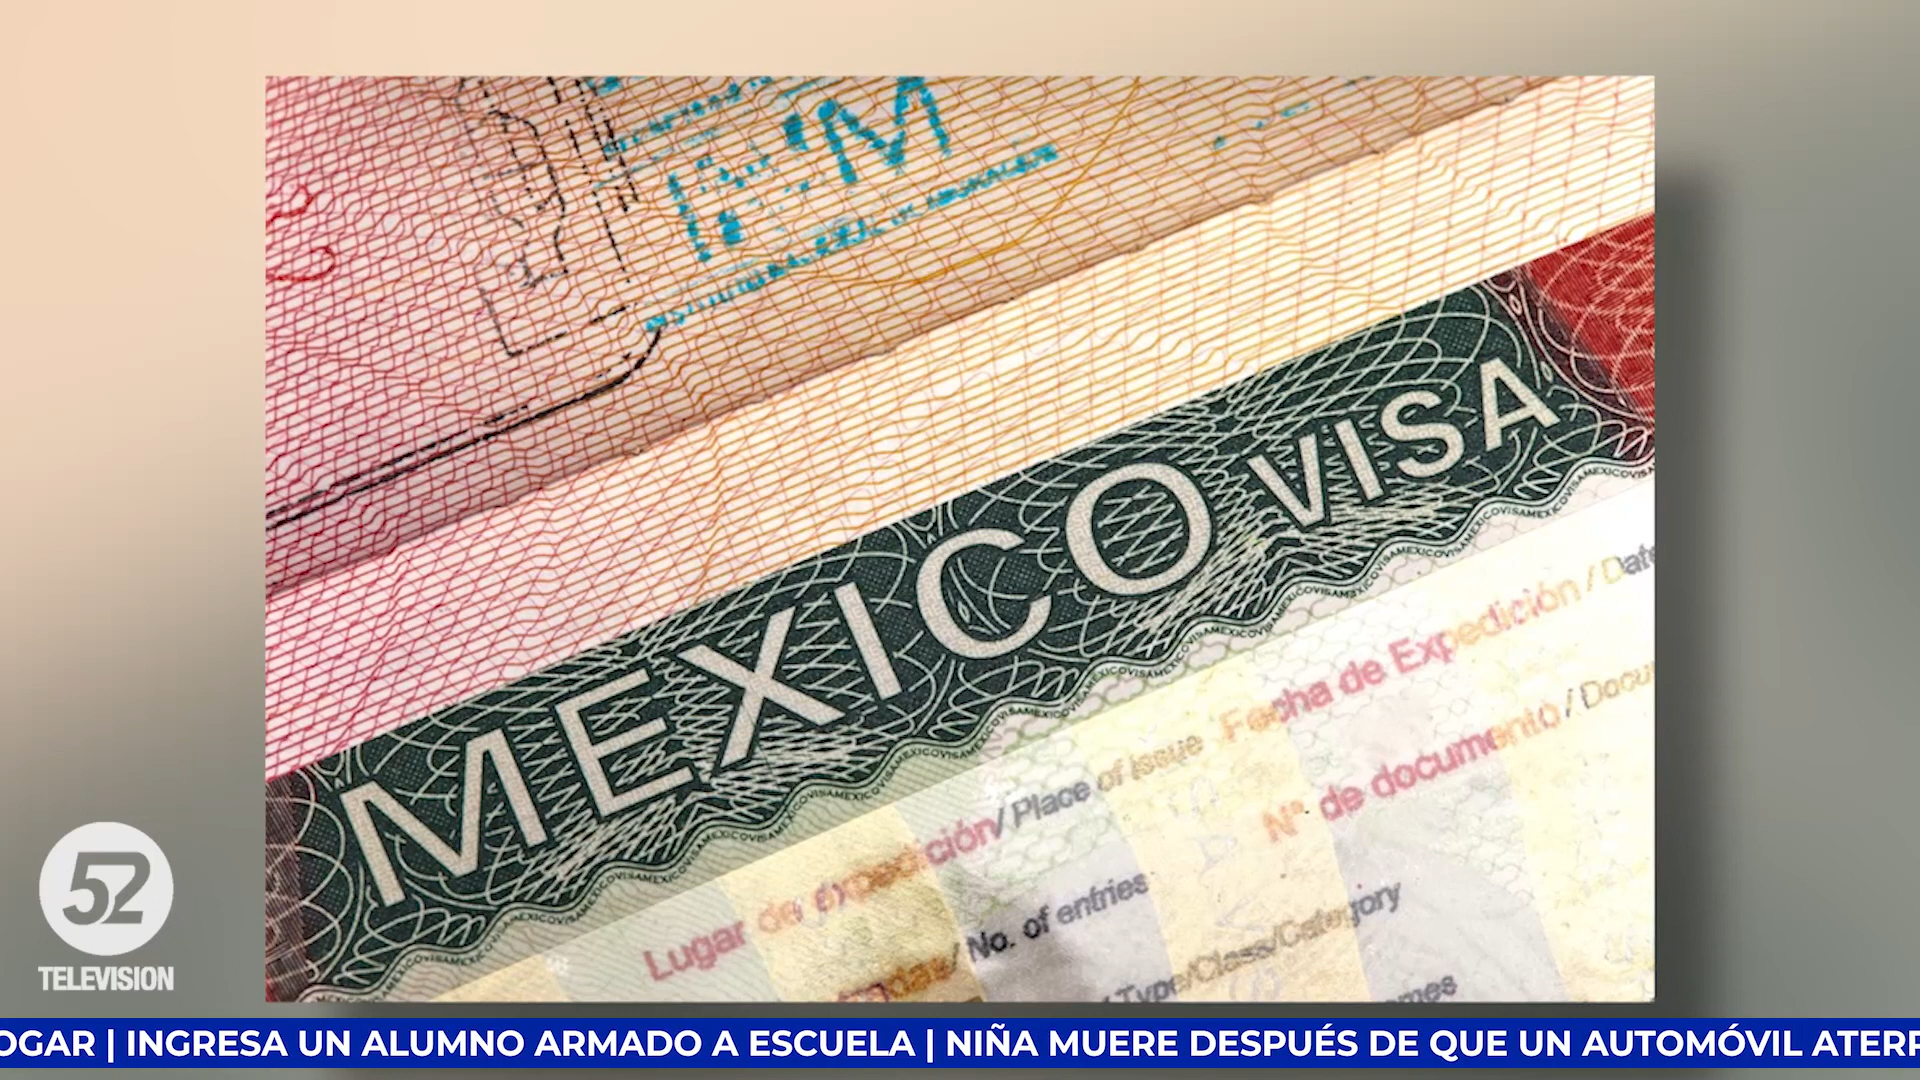 INM
MEXICO VISA
Fecha de Expedición / Date
Lugar de expedición / Place of Issue
N° de documento / Docu
No. of entries
Type/Class/Category
52
TELEVISION
OGAR | INGRESA UN ALUMNO ARMADO A ESCUELA | NIÑA MUERE DESPUÉS DE QUE UN AUTOMÓVIL ATERR